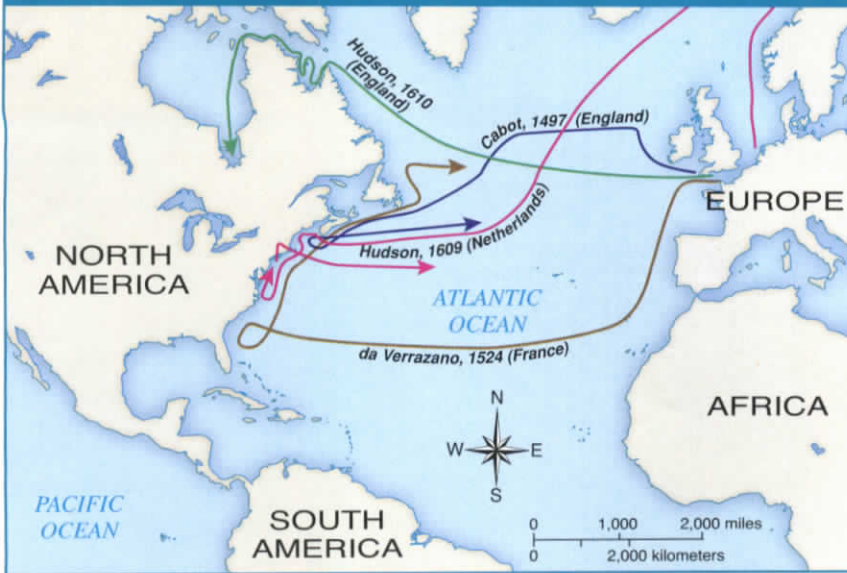 Hudson, 1610
(England)
Cabot, 1497 (England)
EUROPE
NORTH
AMERICA
Hudson, 1609 (Netherlands)
ATLANTIC
OCEAN
da Verrazano, 1524 (France)
AFRICA
N
W
E
S
PACIFIC
OCEAN
SOUTH
AMERICA
0 1,000 2,000 miles
0 2,000 kilometers